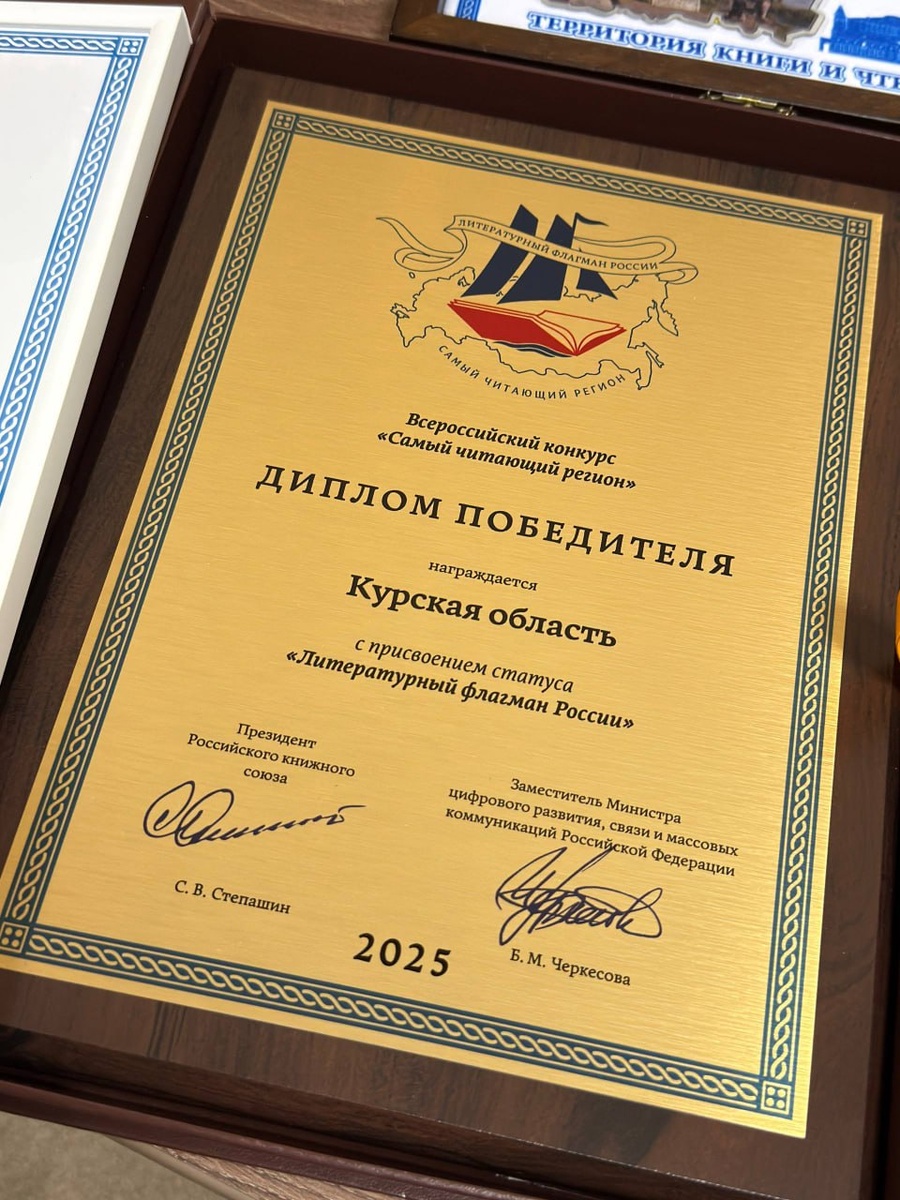 ТЕРРИТОРИЯ КНИГИ И
ЛИТЕРАТУРНЫЙ ФЛАГМАН РОССИИ
САМЫЙ ЧИТАЮЩИЙ РЕГИОН
Всероссийский конкурс
«Самый читающий регион»
ДИПЛОМ ПОБЕДИТЕЛЯ
награждается
Курская область
с присвоением статуса
«Литературный флагман России»
Президент
Российского книжного
союза
С. В. Степашин
Заместитель Министра
цифрового развития, связи и массовых
коммуникаций Российской Федерации
Б. М. Черкесова
2025